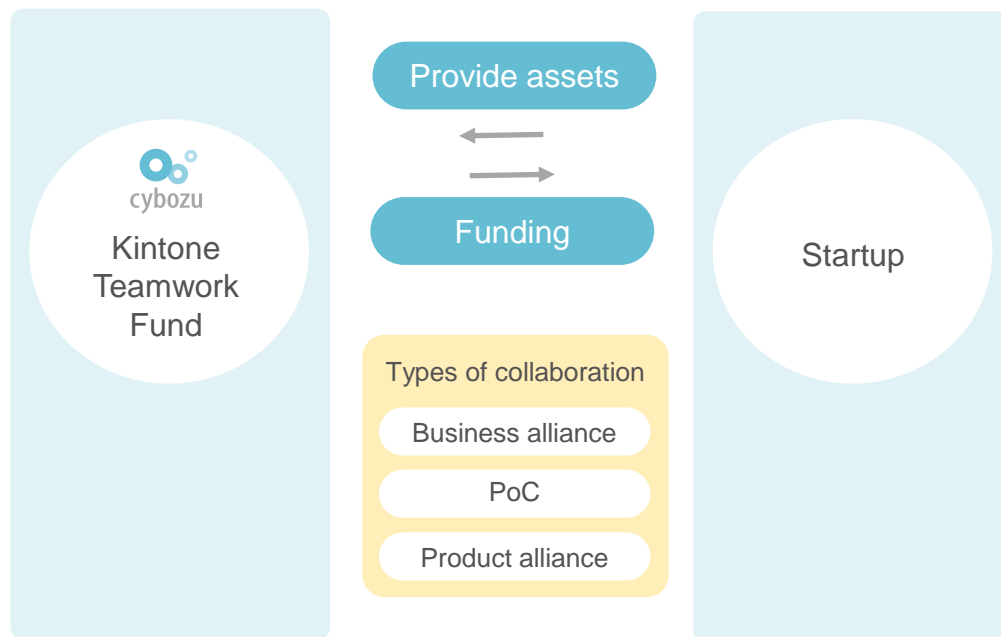 cybozu
Kintone
Teamwork
Fund
Provide assets
Funding
Types of collaboration
Business alliance
PoC
Product alliance
Startup